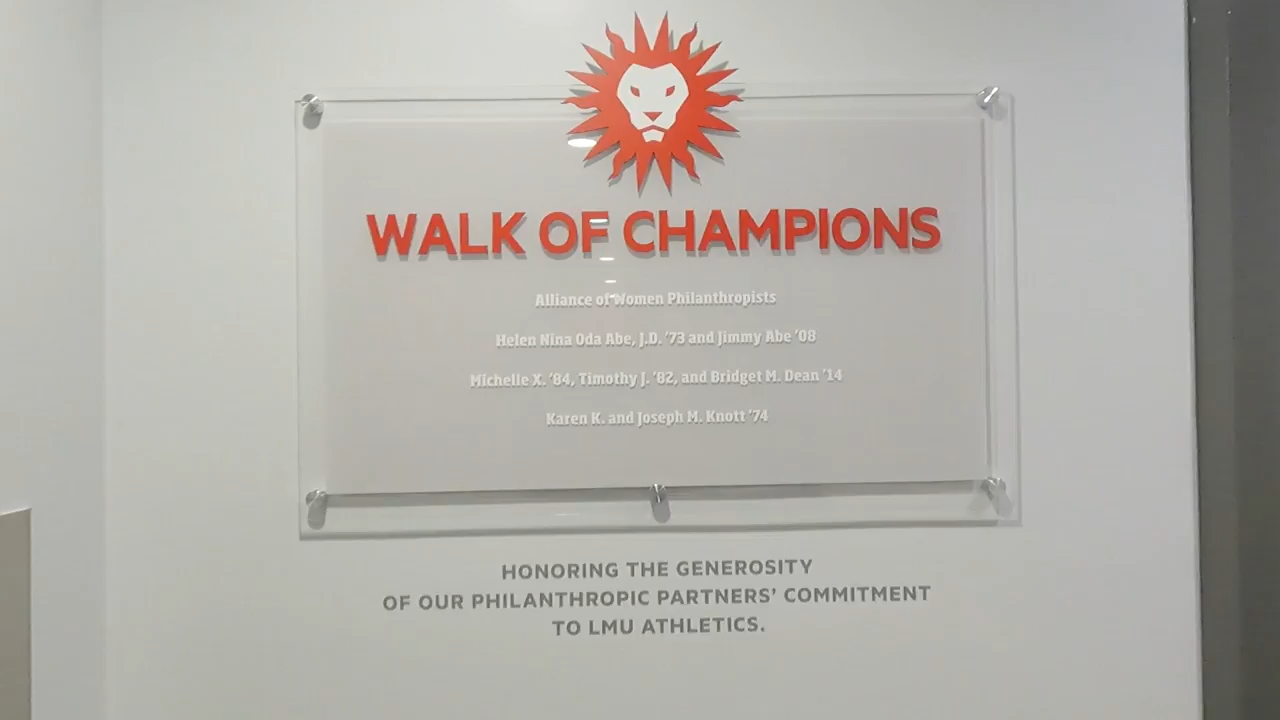 WALK OF CHAMPIONS
Alliance of Women Philanthropists
Helen Nina Oda Abe, J.D. '73 and Jimmy Abe '08
Michelle X. '84, Timothy J. '82, and Bridget M. Dean '14
Karen K. and Joseph M. Knott '74
HONORING THE GENEROSITY
OF OUR PHILANTHROPIC PARTNERS' COMMITMENT
TO LMU ATHLETICS.